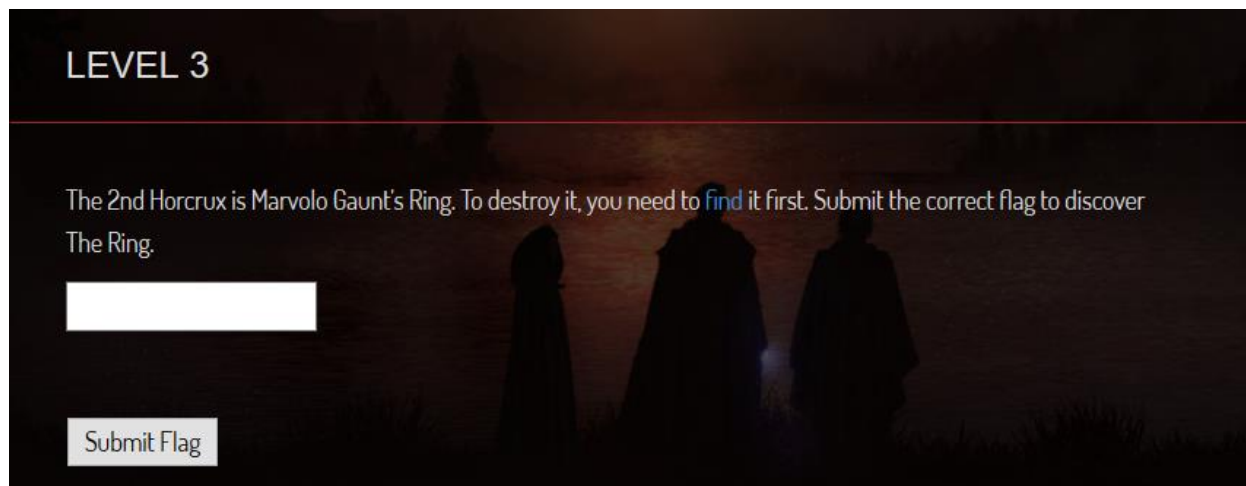 LEVEL 3
The 2nd Horcrux is Marvolo Gaunt's Ring. To destroy it, you need to find it first. Submit the correct flag to discover
The Ring.
Submit Flag